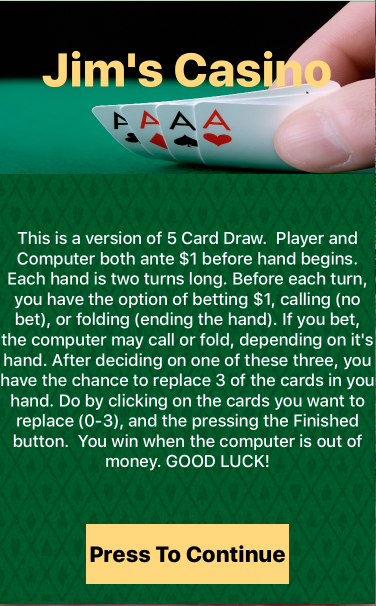 Jim's Casino
A A A A
This is a version of 5 Card Draw.  Player and
Computer both ante $1 before hand begins.
Each hand is two turns long. Before each turn,
you have the option of betting $1, calling (no
bet), or folding (ending the hand). If you bet,
the computer may call or fold, depending on it's
hand. After deciding on one of these three, you
have the chance to replace 3 of the cards in you
hand. Do by clicking on the cards you want to
replace (0-3), and the pressing the Finished
button.  You win when the computer is out of
money. GOOD LUCK!
Press To Continue